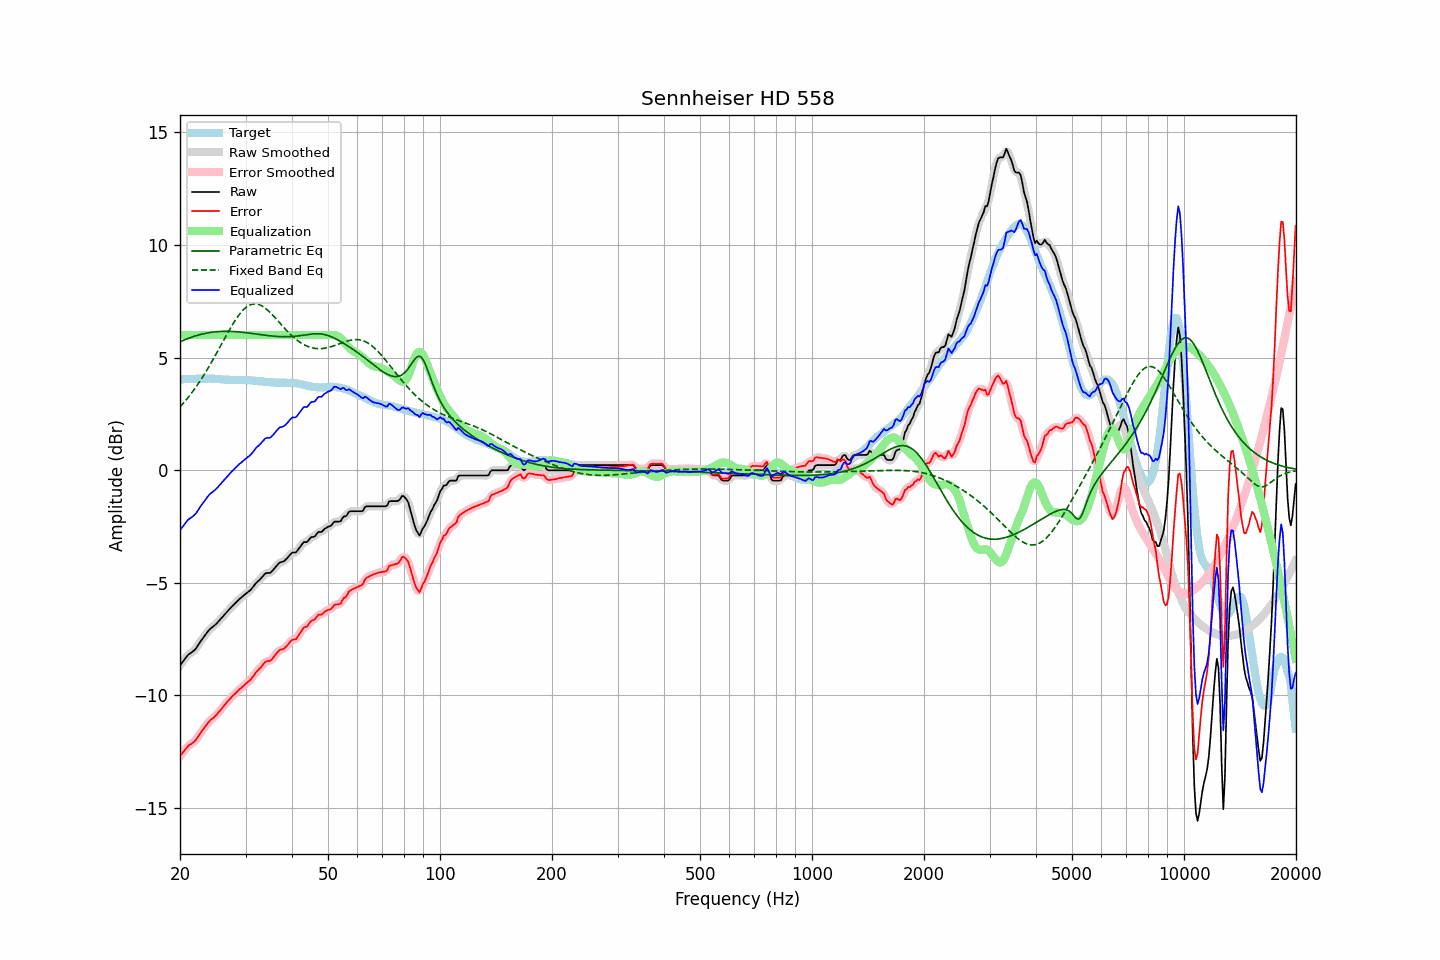 Sennheiser HD 558
Target
Raw Smoothed
Error Smoothed
Raw
Error
Equalization
Parametric Eq
Fixed Band Eq
Equalized
15
10
5
0
−5
−10
−15
Amplitude (dBr)
20 50 100 200 500 1000 2000 5000 10000 20000
Frequency (Hz)